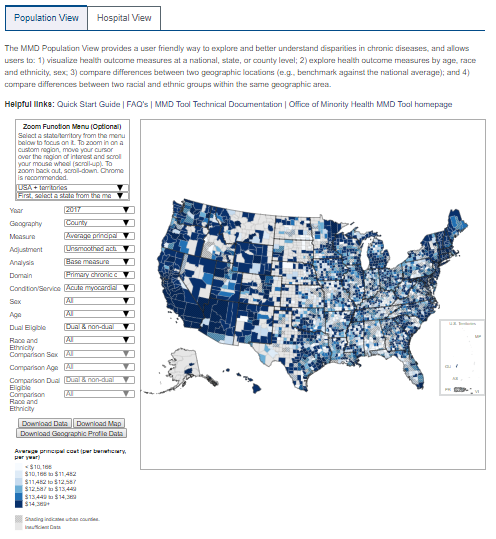 Population View
Hospital View
The MMD Population View provides a user friendly way to explore and better understand disparities in chronic diseases, and allows
users to: 1) visualize health outcome measures at a national, state, or county level; 2) explore health outcome measures by age, race
and ethnicity, sex; 3) compare differences between two geographic locations (e.g., benchmark against the national average); and 4)
compare differences between two racial and ethnic groups within the same geographic area.
Helpful links: Quick Start Guide | FAQ's | MMD Tool Technical Documentation | Office of Minority Health MMD Tool homepage
Zoom Function Menu (Optional)
Select a state/territory from the menu
below to focus on it. To zoom in on a
custom region, move your cursor
over the region of interest and scroll
your mouse wheel (scroll-up). To
zoom back out, scroll-down. Chrome
is recommended.
USA + territories
First, select a state from the me
Year 2017
Geography County
Measure Average principal
Adjustment Unsmoothed actu
Analysis Base measure
Domain Primary chronic c
Condition/Service Acute myocardial
Sex All
Age All
Dual Eligible Dual & non-dual
Race and Ethnicity All
Comparison Sex All
Comparison Age All
Comparison Dual Eligible Dual & non-dual
Comparison Race and Ethnicity All
Download Data Download Map
Download Geographic Profile Data
Average principal cost (per beneficiary,
per year)
< $10,166
$10,166 to $11,482
$11,482 to $12,587
$12,587 to $13,449
$13,449 to $14,369
$14,369+
Shading indicates urban counties.
Insufficient Data
U.S. Territories